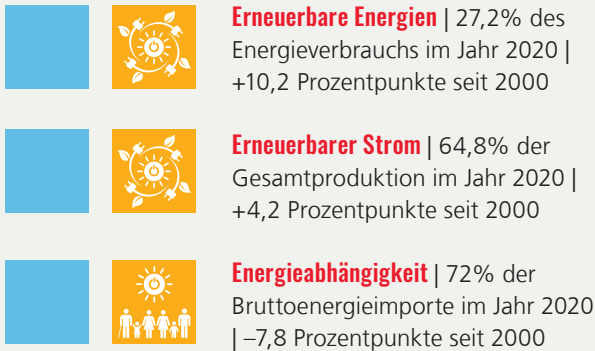 Erneuerbare Energien | 27,2% des
Energieverbrauchs im Jahr 2020 |
+10,2 Prozentpunkte seit 2000
Erneuerbarer Strom | 64,8% der
Gesamtproduktion im Jahr 2020 |
+4,2 Prozentpunkte seit 2000
Energieabhängigkeit | 72% der
Bruttoenergieimporte im Jahr 2020
| –7,8 Prozentpunkte seit 2000